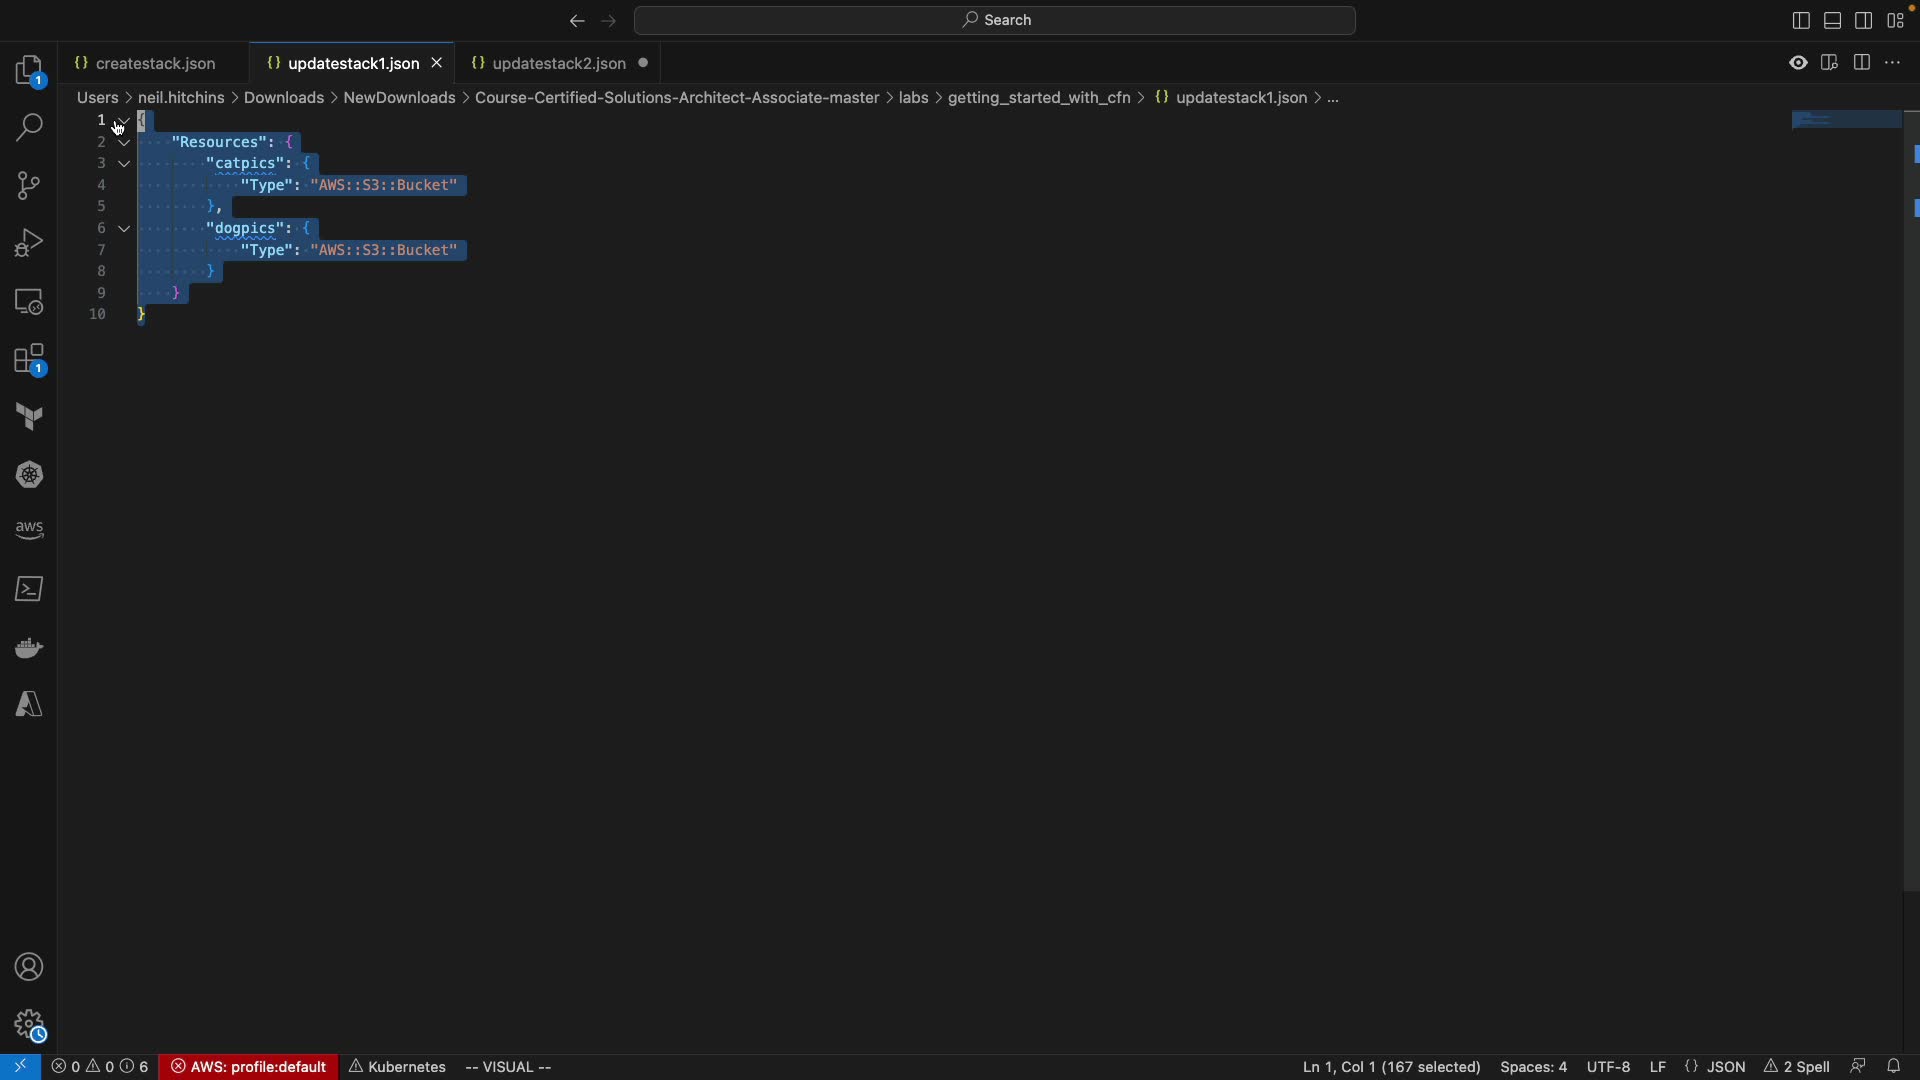 Search
{} createstack.json
{} updatestack1.json
{} updatestack2.json
Users > neil.hitchins > Downloads > NewDownloads > Course-Certified-Solutions-Architect-Associate-master > labs > getting_started_with_cfn > {} updatestack1.json > ...
1 {
2 "Resources": {
3 "catpics": {
4 "Type": "AWS::S3::Bucket"
5 },
6 "dogpics": {
7 "Type": "AWS::S3::Bucket"
8 }
9 }
10 }
1
1
aws
0 0 6 AWS: profile:default Kubernetes -- VISUAL -- Ln 1, Col 1 (167 selected) Spaces: 4 UTF-8 LF {} JSON 2 Spell